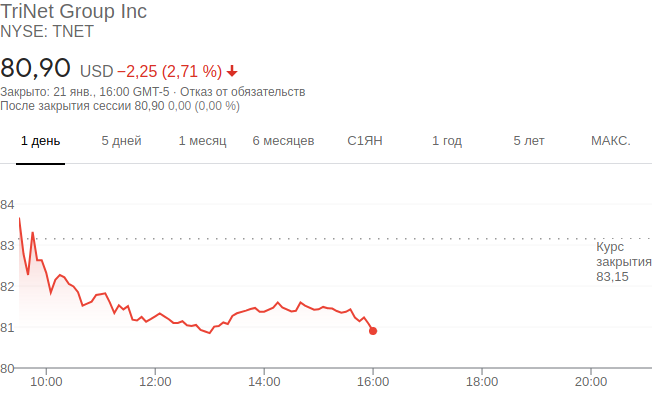 TriNet Group Inc
NYSE: TNET
80,90 USD −2,25 (2,71 %)
Закрыто: 21 янв., 16:00 GMT-5 · Отказ от обязательств
После закрытия сессии 80,90 0,00 (0,00 %)
1 день 5 дней 1 месяц 6 месяцев С1ЯН 1 год 5 лет МАКС.
84
83
Курс
закрытия
83,15
82
81
80
10:00 12:00 14:00 16:00 18:00 20:00